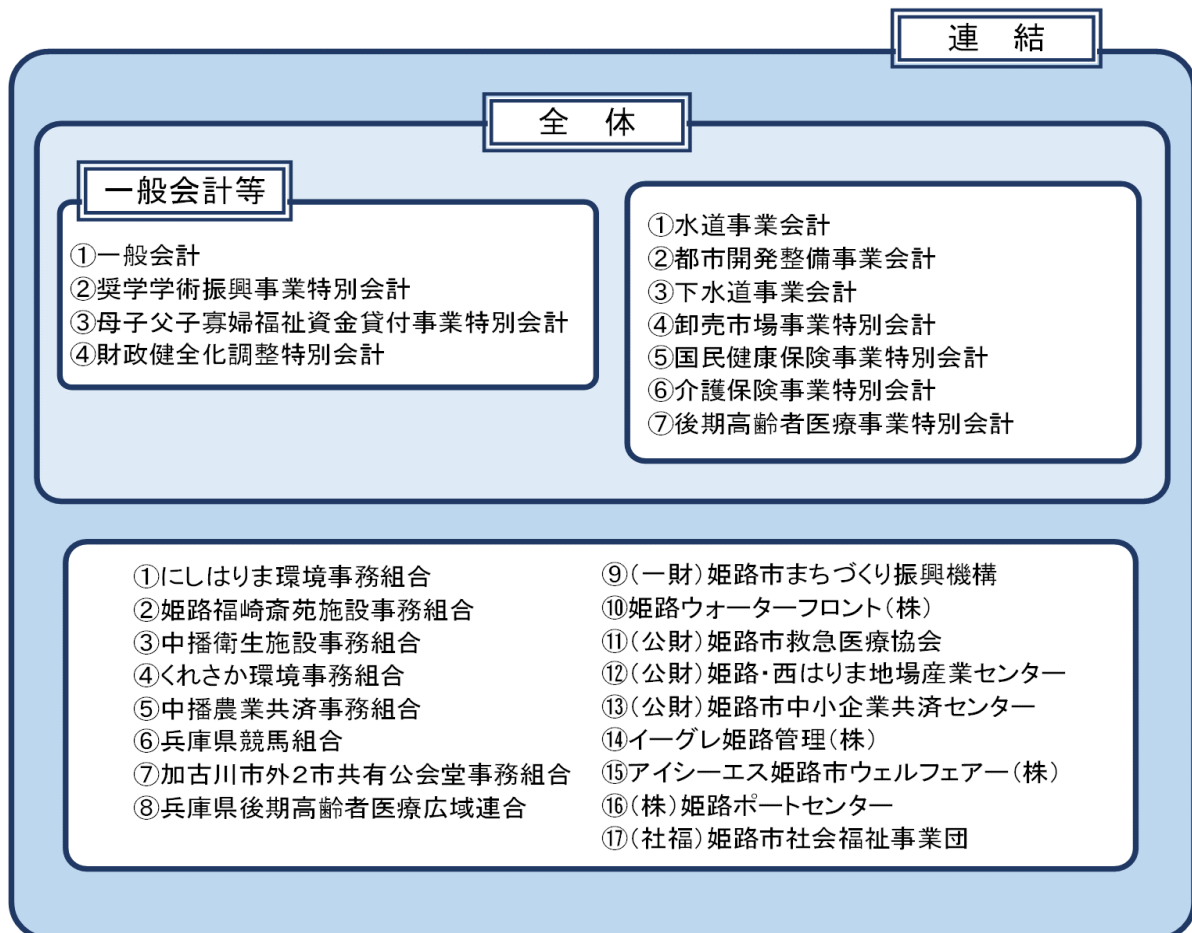 連　結
全　体
一般会計等
①一般会計
②奨学学術振興事業特別会計
③母子父子寡婦福祉資金貸付事業特別会計
④財政健全化調整特別会計
①水道事業会計
②都市開発整備事業会計
③下水道事業会計
④卸売市場事業特別会計
⑤国民健康保険事業特別会計
⑥介護保険事業特別会計
⑦後期高齢者医療事業特別会計
①にしはりま環境事務組合
②姫路福崎斎苑施設事務組合
③中播衛生施設事務組合
④くれさか環境事務組合
⑤中播農業共済事務組合
⑥兵庫県競馬組合
⑦加古川市外2市共有公会堂事務組合
⑧兵庫県後期高齢者医療広域連合
⑨(一財)姫路市まちづくり振興機構
⑩姫路ウォーターフロント(株)
⑪(公財)姫路市救急医療協会
⑫(公財)姫路・西はりま地場産業センター
⑬(公財)姫路市中小企業共済センター
⑭イーグレ姫路管理(株)
⑮アイシーエス姫路市ウェルフェアー(株)
⑯(株)姫路ポートセンター
⑰(社福)姫路市社会福祉事業団